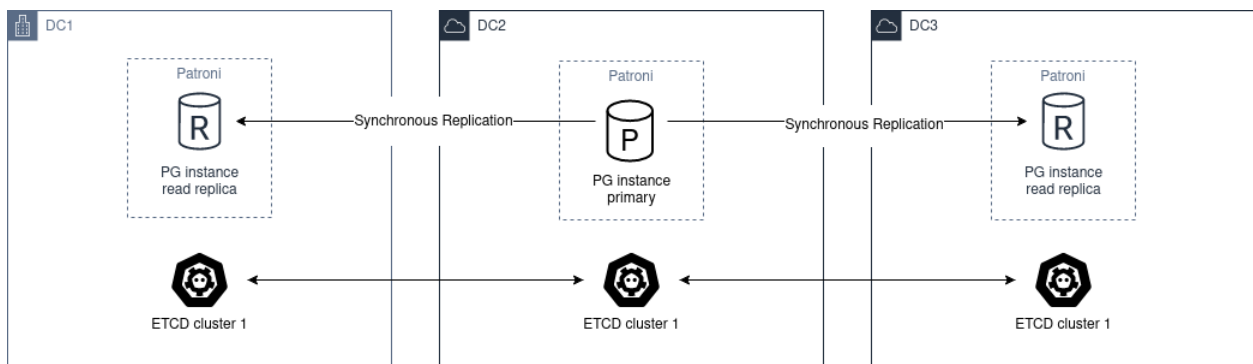 DC1
DC2
DC3
Patroni
Patroni
Patroni
R
P
R
Synchronous Replication
Synchronous Replication
PG instance
read replica
PG instance
primary
PG instance
read replica
ETCD cluster 1
ETCD cluster 1
ETCD cluster 1